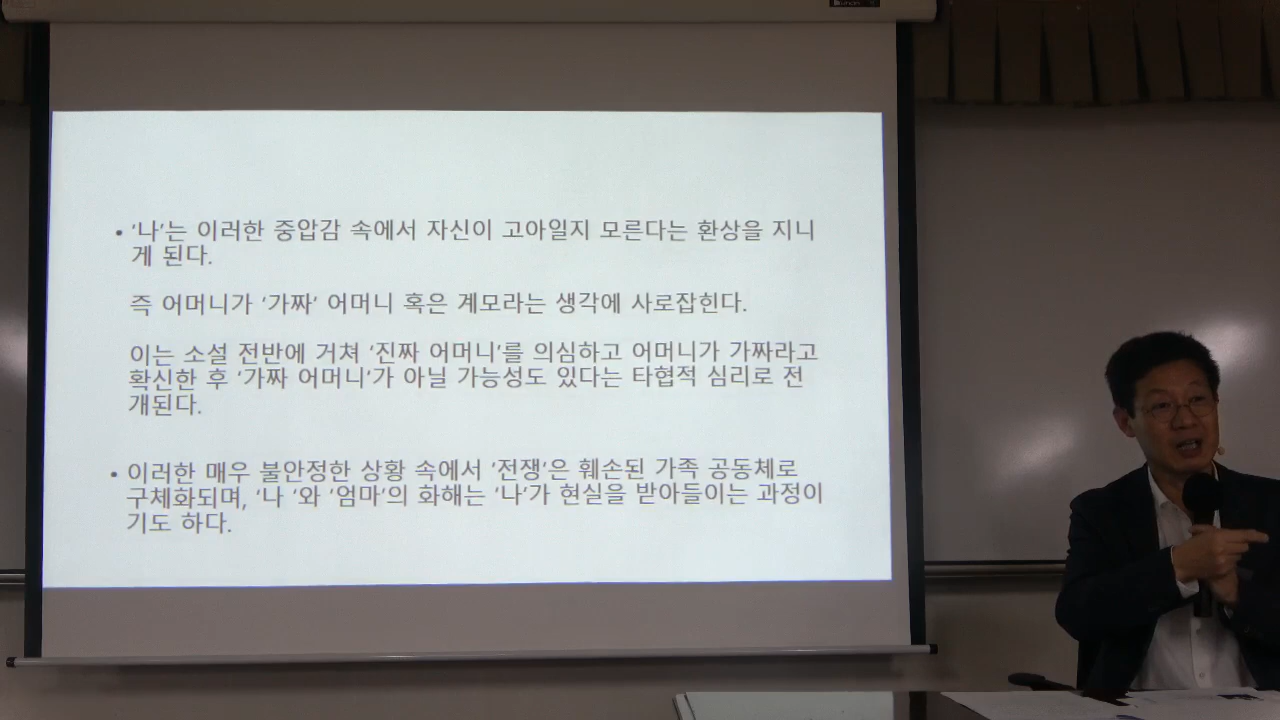 • '나'는 이러한 중압감 속에서 자신이 고아일지 모른다는 환상을 지니
게 된다.
즉 어머니가 '가짜' 어머니 혹은 계모라는 생각에 사로잡힌다.
이는 소설 전반에 거쳐 '진짜 어머니'를 의심하고 어머니가 가짜라고
확신한 후 '가짜 어머니'가 아닐 가능성도 있다는 타협적 심리로 전
개된다.
• 이러한 매우 불안정한 상황 속에서 '전쟁'은 훼손된 가족 공동체로
구체화되며, '나 '와 '엄마'의 화해는 '나'가 현실을 받아들이는 과정이
기도 하다.